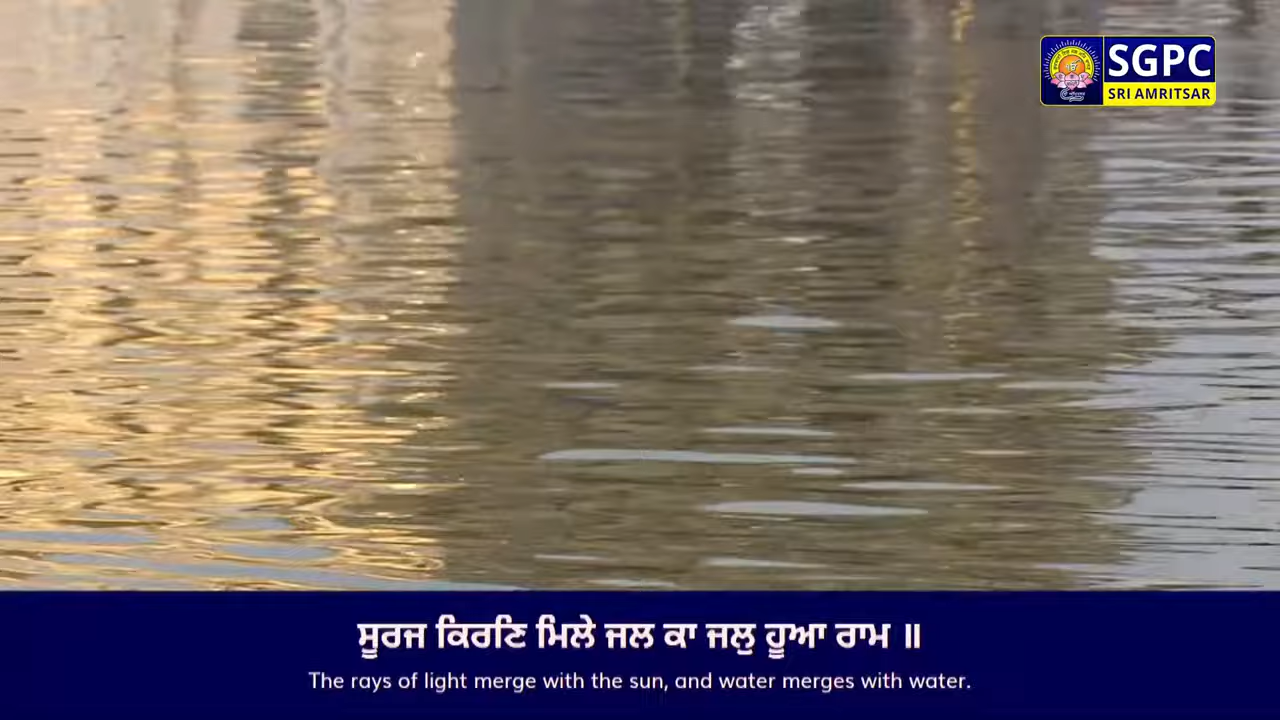 SGPC
SRI AMRITSAR
ਸੂਰਜ ਕਿਰਣਿ ਮਿਲੇ ਜਲ ਕਾ ਜਲੁ ਹੂਆ ਰਾਮ ॥
The rays of light merge with the sun, and water merges with water.